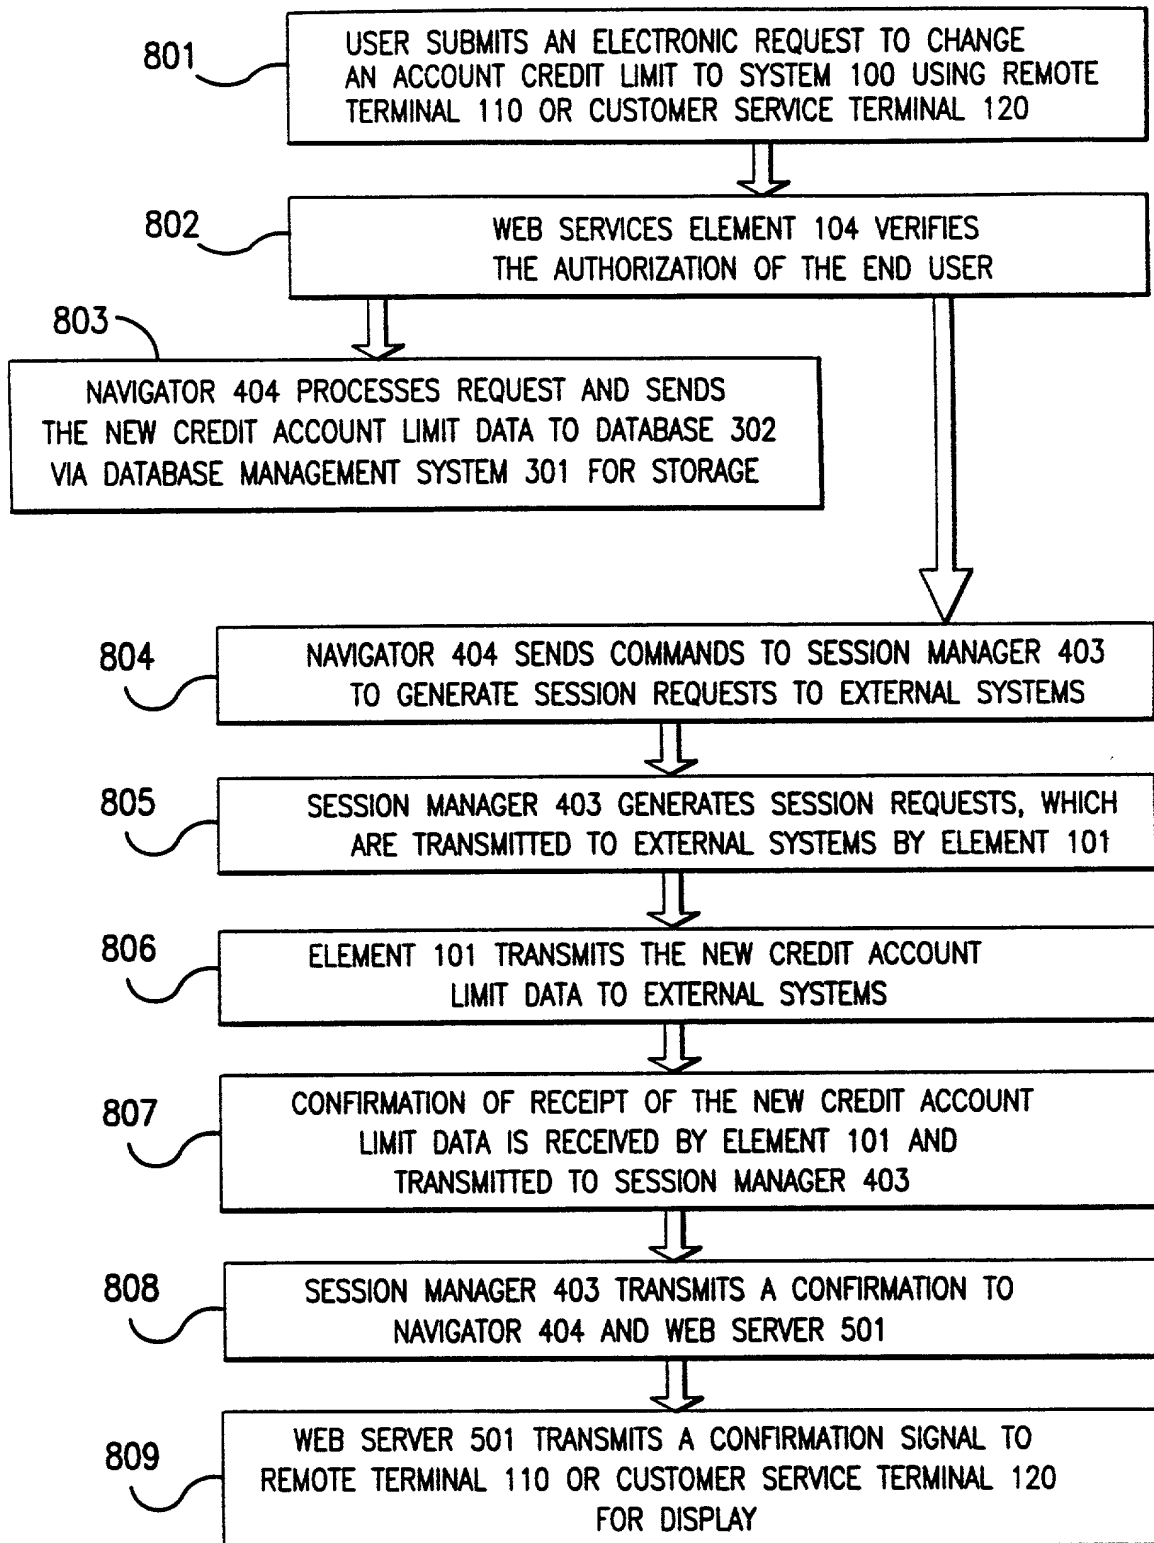 801
USER SUBMITS AN ELECTRONIC REQUEST TO CHANGE
AN ACCOUNT CREDIT LIMIT TO SYSTEM 100 USING REMOTE
TERMINAL 110 OR CUSTOMER SERVICE TERMINAL 120
802
WEB SERVICES ELEMENT 104 VERIFIES
THE AUTHORIZATION OF THE END USER
803
NAVIGATOR 404 PROCESSES REQUEST AND SENDS
THE NEW CREDIT ACCOUNT LIMIT DATA TO DATABASE 302
VIA DATABASE MANAGEMENT SYSTEM 301 FOR STORAGE
804
NAVIGATOR 404 SENDS COMMANDS TO SESSION MANAGER 403
TO GENERATE SESSION REQUESTS TO EXTERNAL SYSTEMS
805
SESSION MANAGER 403 GENERATES SESSION REQUESTS, WHICH
ARE TRANSMITTED TO EXTERNAL SYSTEMS BY ELEMENT 101
806
ELEMENT 101 TRANSMITS THE NEW CREDIT ACCOUNT
LIMIT DATA TO EXTERNAL SYSTEMS
807
CONFIRMATION OF RECEIPT OF THE NEW CREDIT ACCOUNT
LIMIT DATA IS RECEIVED BY ELEMENT 101 AND
TRANSMITTED TO SESSION MANAGER 403
808
SESSION MANAGER 403 TRANSMITS A CONFIRMATION TO
NAVIGATOR 404 AND WEB SERVER 501
809
WEB SERVER 501 TRANSMITS A CONFIRMATION SIGNAL TO
REMOTE TERMINAL 110 OR CUSTOMER SERVICE TERMINAL 120
FOR DISPLAY